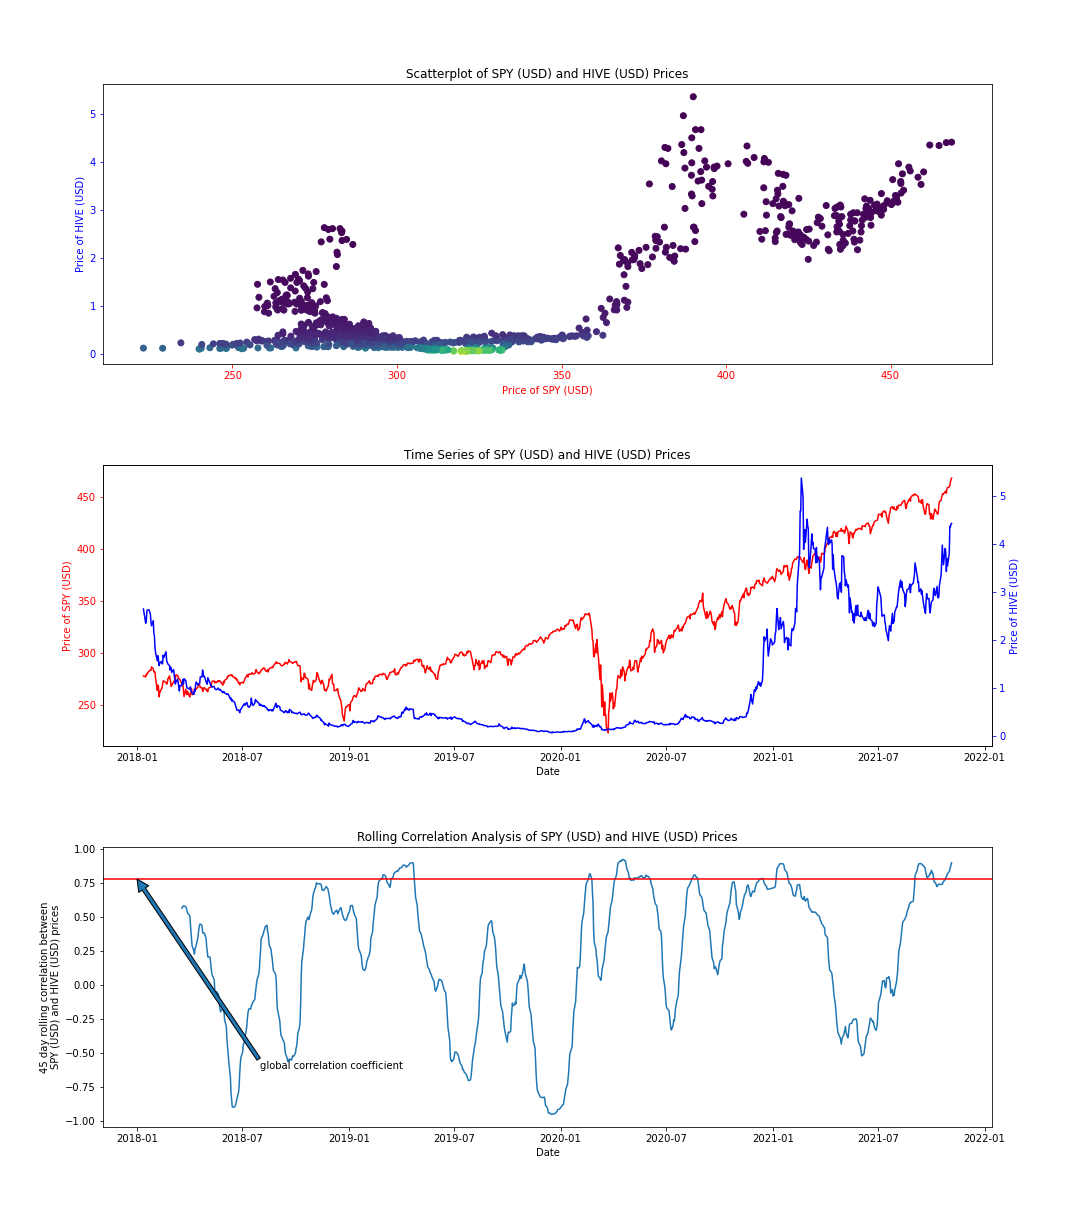 Scatterplot of SPY (USD) and HIVE (USD) Prices
Price of HIVE (USD)
5
4
3
2
1
0
250 300 350 400 450
Price of SPY (USD)
Time Series of SPY (USD) and HIVE (USD) Prices
Price of SPY (USD)
450
400
350
300
250
5
4
3
2
1
0
Price of HIVE (USD)
2018-01 2018-07 2019-01 2019-07 2020-01 2020-07 2021-01 2021-07 2022-01
Date
Rolling Correlation Analysis of SPY (USD) and HIVE (USD) Prices
45 day rolling correlation between
SPY (USD) and HIVE (USD) prices
1.00
0.75
0.50
0.25
0.00
−0.25
−0.50
−0.75
−1.00
global correlation coefficient
2018-01 2018-07 2019-01 2019-07 2020-01 2020-07 2021-01 2021-07 2022-01
Date